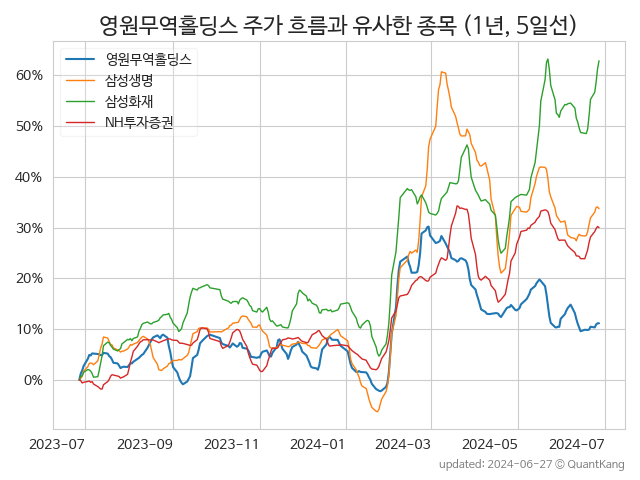 영원무역홀딩스 주가 흐름과 유사한 종목 (1년, 5일선)
영원무역홀딩스
삼성생명
삼성화재
NH투자증권
60%
50%
40%
30%
20%
10%
0%
2023-07 2023-09 2023-11 2024-01 2024-03 2024-05 2024-07
updated: 2024-06-27 © QuantKang